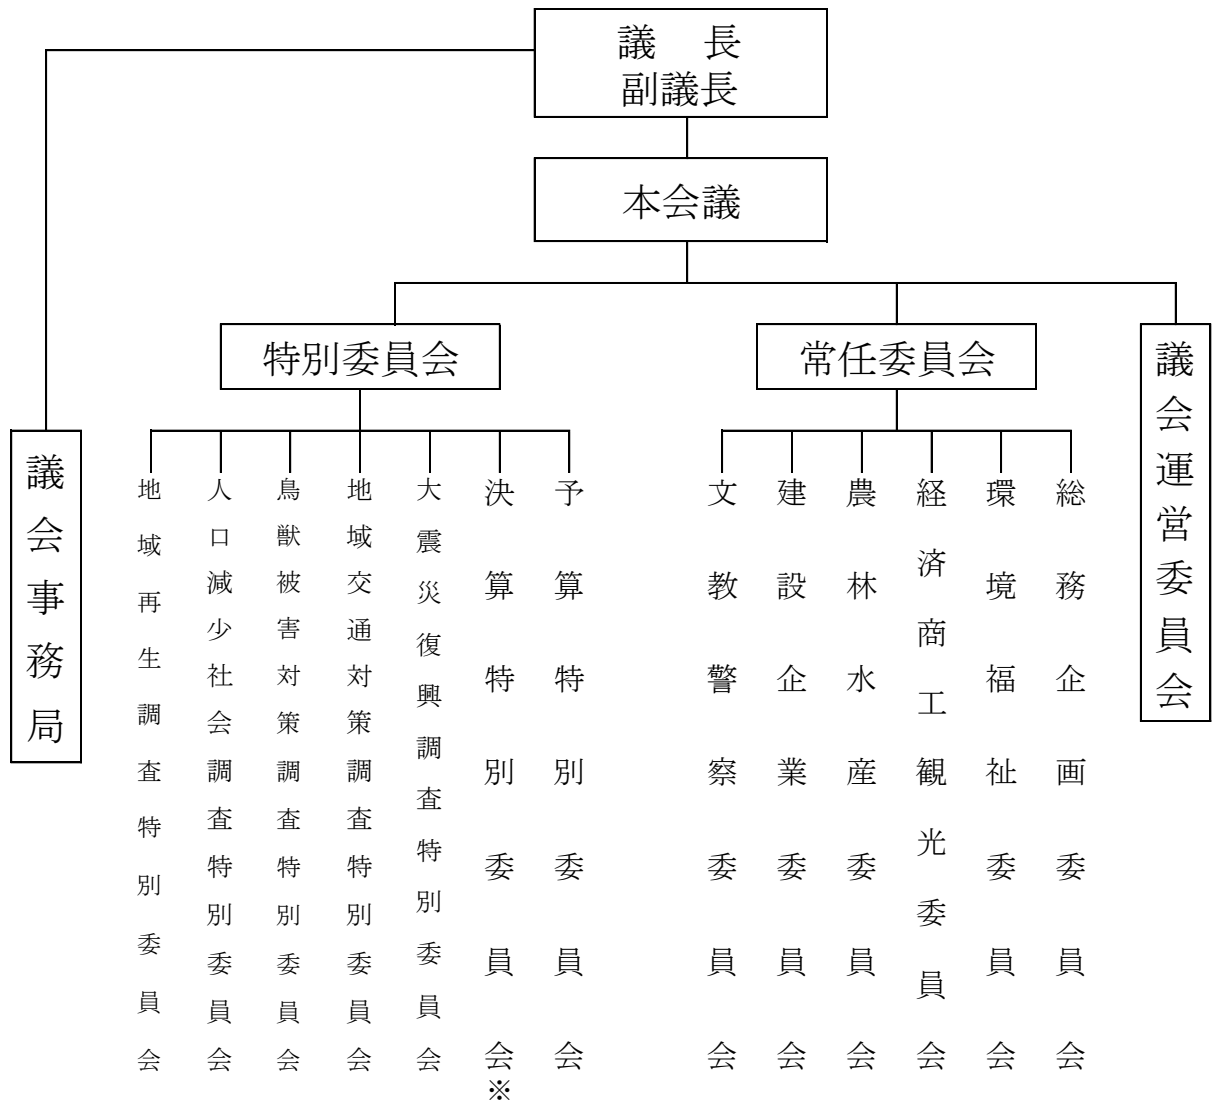 議　長
副議長
本会議
特別委員会
常任委員会
議会運営委員会
議会事務局
総務企画委員会
環境福祉委員会
経済商工観光委員会
農林水産委員会
建設企業委員会
文教警察委員会
予算特別委員会
決算特別委員会※
大震災復興調査特別委員会
地域交通対策調査特別委員会
鳥獣被害対策調査特別委員会
人口減少社会調査特別委員会
地域再生調査特別委員会